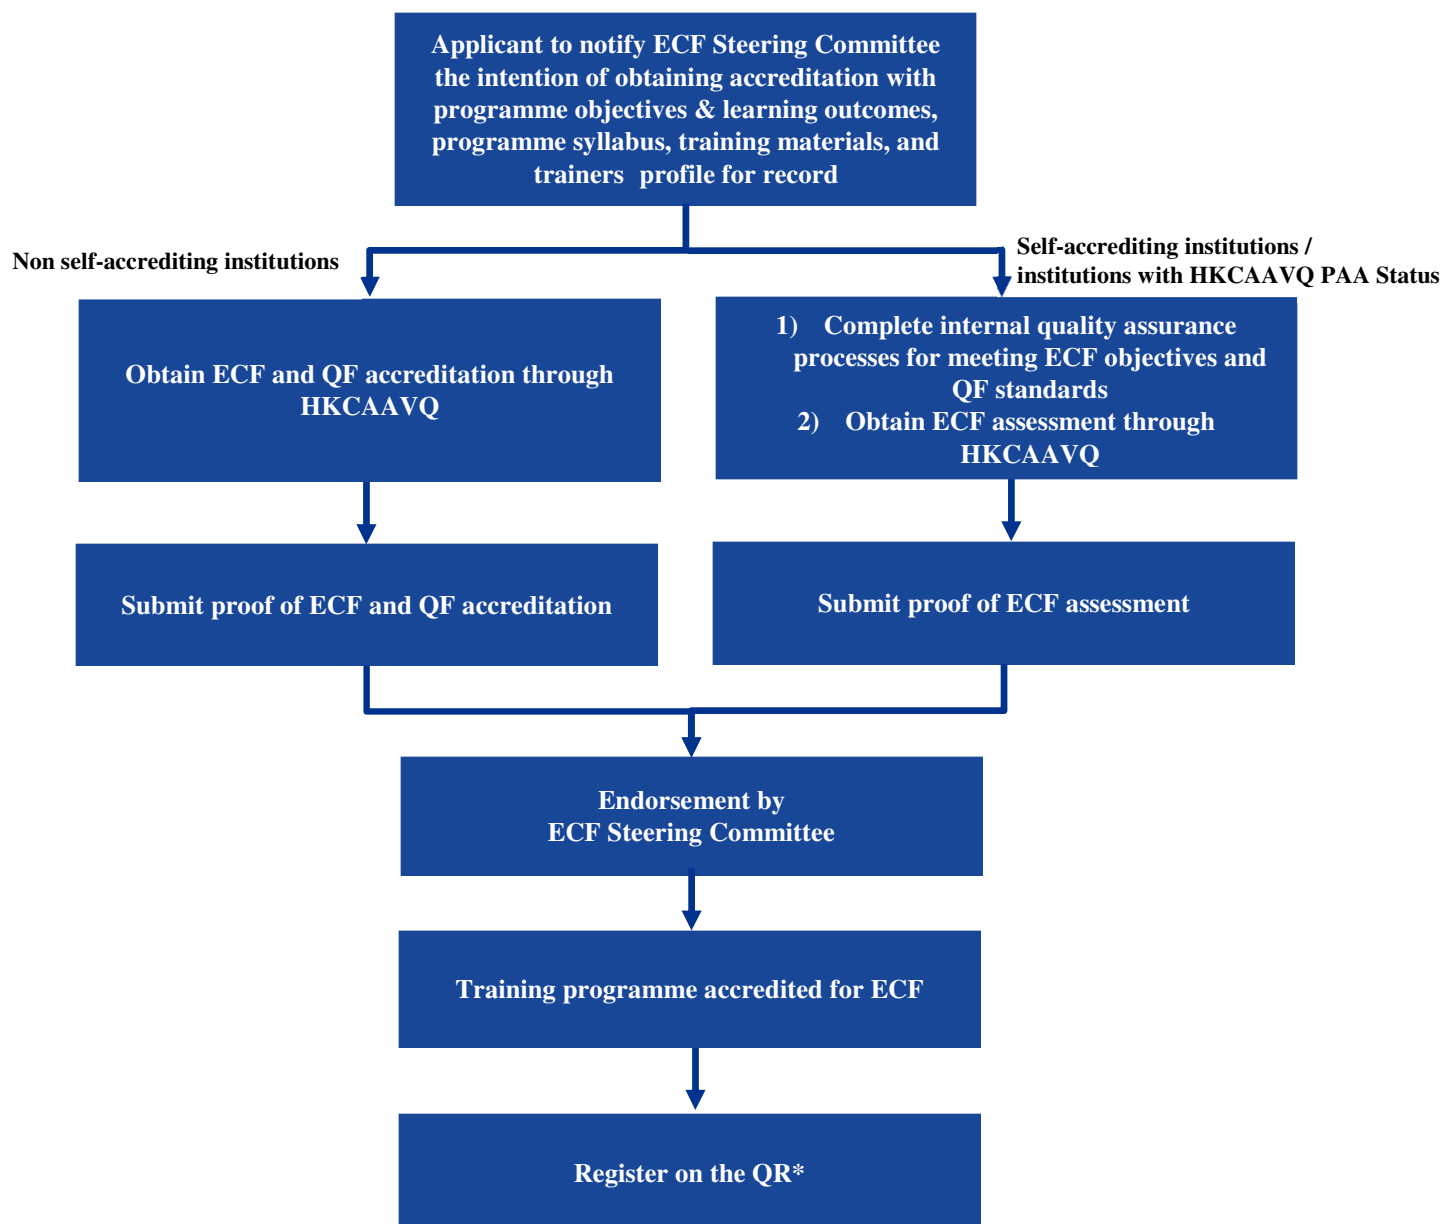 Applicant to notify ECF Steering Committee
the intention of obtaining accreditation with
programme objectives & learning outcomes,
programme syllabus, training materials, and
trainers profile for record
Non self-accrediting institutions
Self-accrediting institutions /
institutions with HKCAAVQ PAA Status
Obtain ECF and QF accreditation through
HKCAAVQ
1) Complete internal quality assurance
processes for meeting ECF objectives and
QF standards
2) Obtain ECF assessment through
HKCAAVQ
Submit proof of ECF and QF accreditation
Submit proof of ECF assessment
Endorsement by
ECF Steering Committee
Training programme accredited for ECF
Register on the QR*